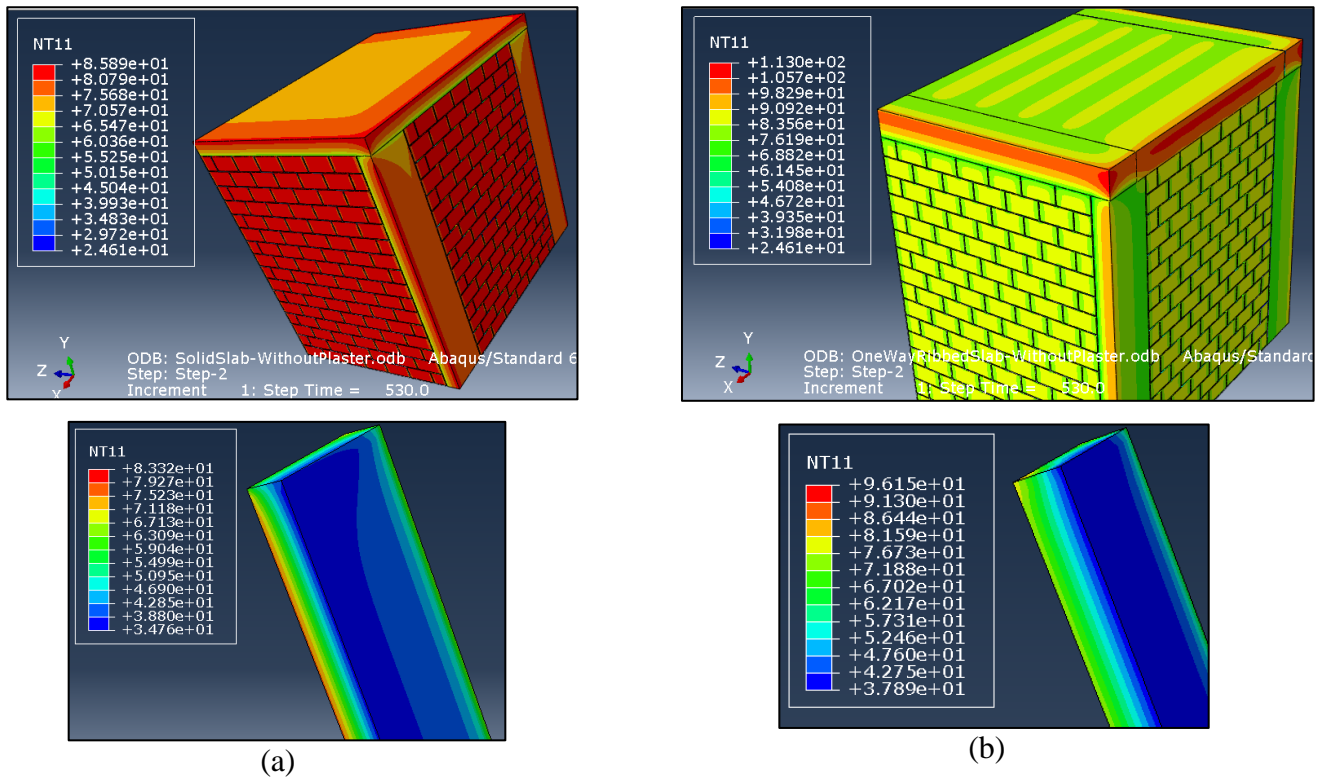 NT11
+8.589e+01
+8.079e+01
+7.568e+01
+7.057e+01
+6.547e+01
+6.036e+01
+5.525e+01
+5.015e+01
+4.504e+01
+3.993e+01
+3.483e+01
+2.972e+01
+2.461e+01
Y
Z
X
ODB: SolidSlab-WithoutPlaster.odb Abaqus/Standard 6
Step: Step-2
Increment 1: Step Time = 530.0
NT11
+1.130e+02
+1.057e+02
+9.829e+01
+9.092e+01
+8.356e+01
+7.619e+01
+6.882e+01
+6.145e+01
+5.408e+01
+4.672e+01
+3.935e+01
+3.198e+01
+2.461e+01
Y
Z
X
ODB: OneWayRibbedSlab-WithoutPlaster.odb Abaqus/Standard
Step: Step-2
Increment 1: Step Time = 530.0
NT11
+8.332e+01
+7.927e+01
+7.523e+01
+7.118e+01
+6.713e+01
+6.309e+01
+5.904e+01
+5.499e+01
+5.095e+01
+4.690e+01
+4.285e+01
+3.880e+01
+3.476e+01
NT11
+9.615e+01
+9.130e+01
+8.644e+01
+8.159e+01
+7.673e+01
+7.188e+01
+6.702e+01
+6.217e+01
+5.731e+01
+5.246e+01
+4.760e+01
+4.275e+01
+3.789e+01
(a)
(b)